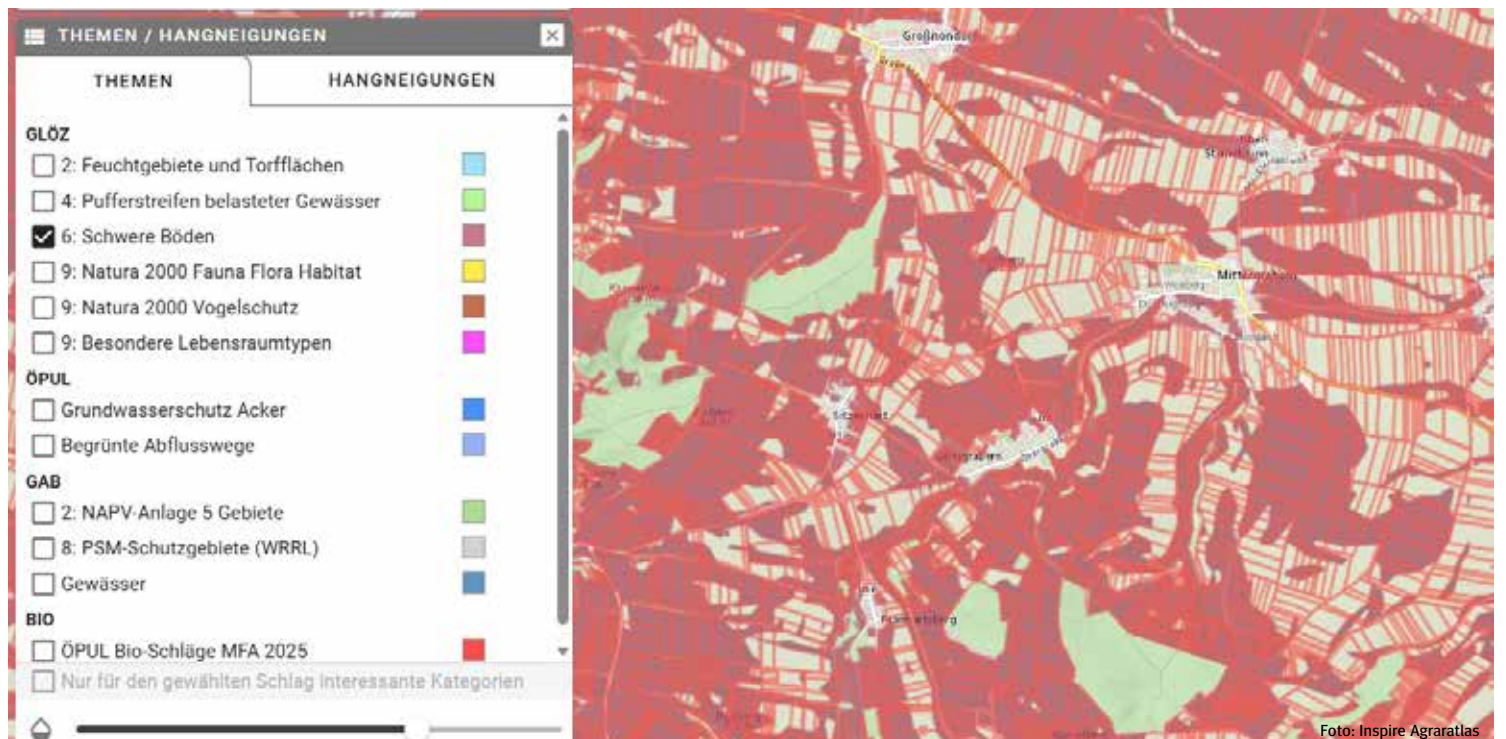 THEMEN / HANGNEIGUNGEN
THEMEN
HANGNEIGUNGEN
GLÖZ
2: Feuchtgebiete und Torfflächen
4: Pufferstreifen belasteter Gewässer
6: Schwere Böden
9: Natura 2000 Fauna Flora Habitat
9: Natura 2000 Vogelschutz
9: Besondere Lebensraumtypen
ÖPUL
Grundwasserschutz Acker
Begrünte Abflusswege
GAB
2: NAPV-Anlage 5 Gebiete
8: PSM-Schutzgebiete (WRRL)
Gewässer
BIO
ÖPUL Bio-Schläge MFA 2025
Nur für den gewählten Schlag interessante Kategorien
Großnondorf
Foto: Inspire Agraratlas